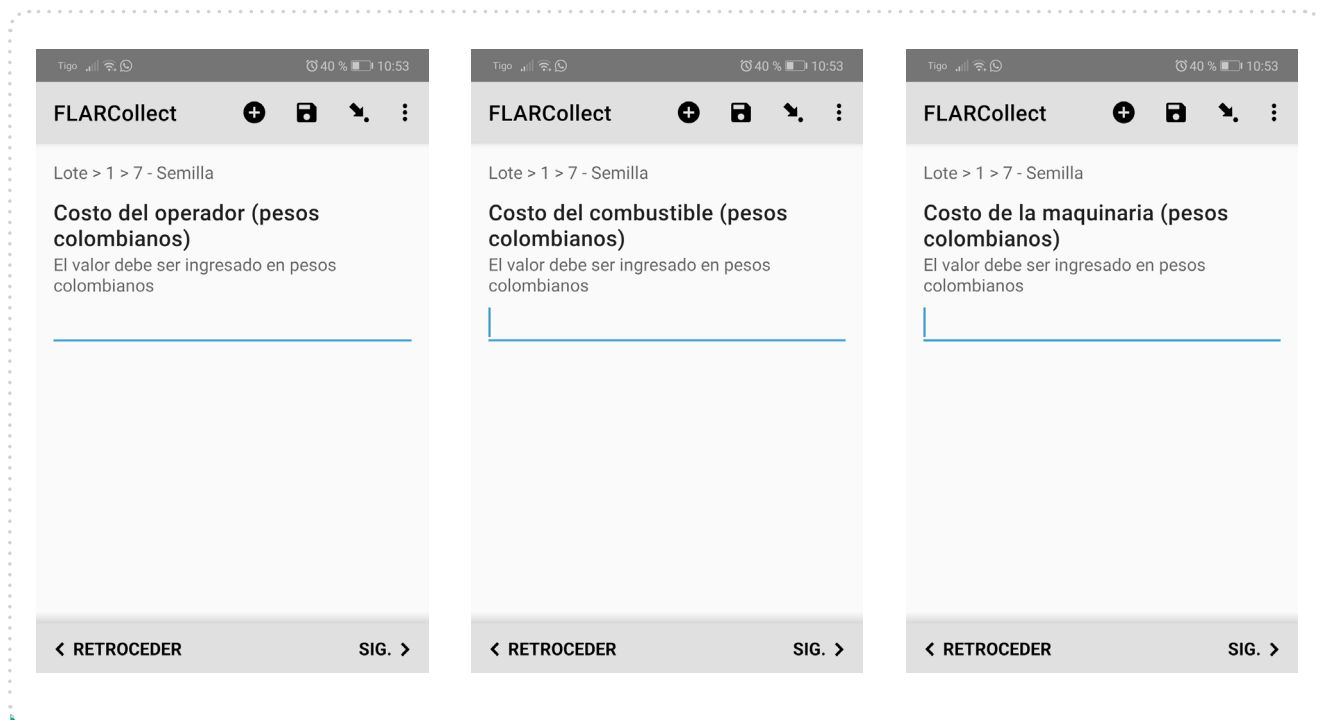 Tigo 40 % 10:53
FLARCollect
Lote > 1 > 7 - Semilla
Costo del operador (pesos
colombianos)
El valor debe ser ingresado en pesos
colombianos
RETROCEDER SIG.
Tigo 40 % 10:53
FLARCollect
Lote > 1 > 7 - Semilla
Costo del combustible (pesos
colombianos)
El valor debe ser ingresado en pesos
colombianos
RETROCEDER SIG.
Tigo 40 % 10:53
FLARCollect
Lote > 1 > 7 - Semilla
Costo de la maquinaria (pesos
colombianos)
El valor debe ser ingresado en pesos
colombianos
RETROCEDER SIG.